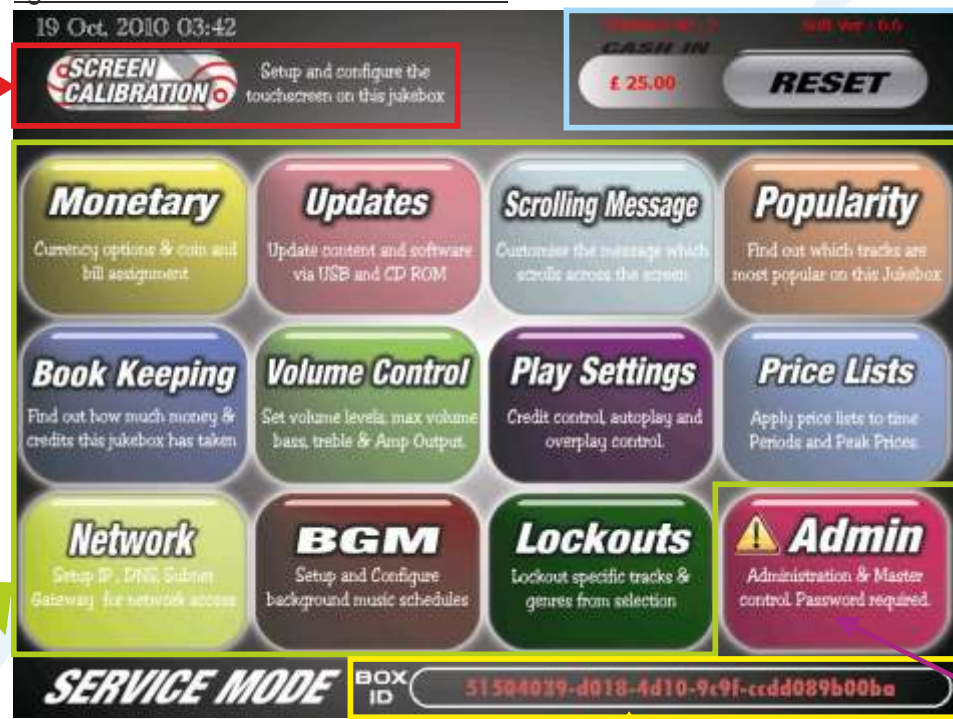 19 Oct, 2010 03:42
Soft Ver : 6.6
SCREEN
CALIBRATION
Setup and configure the
touchscreen on this jukebox
CASH IN
£ 25.00
RESET
Monetary
Currency options & coin and
bill assignment
Updates
Update content and software
via USB and CD ROM
Scrolling Message
Customise the message which
scrolls across the screen
Popularity
Find out which tracks are
most popular on this Jukebox
Book Keeping
Find out how much money &
credits this jukebox has taken
Volume Control
Set volume levels, max volume
bass, treble & Amp Output.
Play Settings
Credit control, autoplay and
overplay control.
Price Lists
Apply price lists to time
Periods and Peak Prices.
Network
Setup IP, DNS, Subnet
Gateway for network access
BGM
Setup and Configure
background music schedules
Lockouts
Lockout specific tracks &
genres from selection
Admin
Administration & Master
control. Password required.
SERVICE MODE
BOX
ID
51504039-d018-4d10-9c9f-ccdd089b00ba